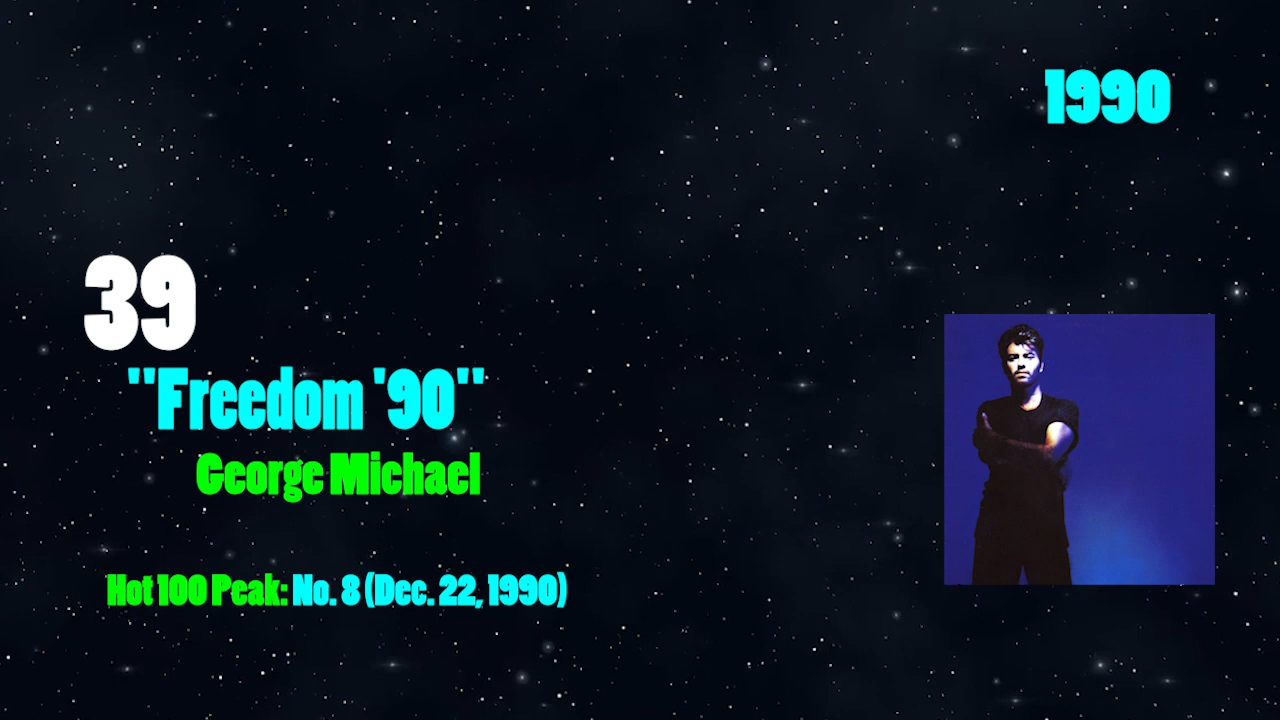 1990
39
"Freedom '90"
George Michael
Hot 100 Peak: No. 8 (Dec. 22, 1990)